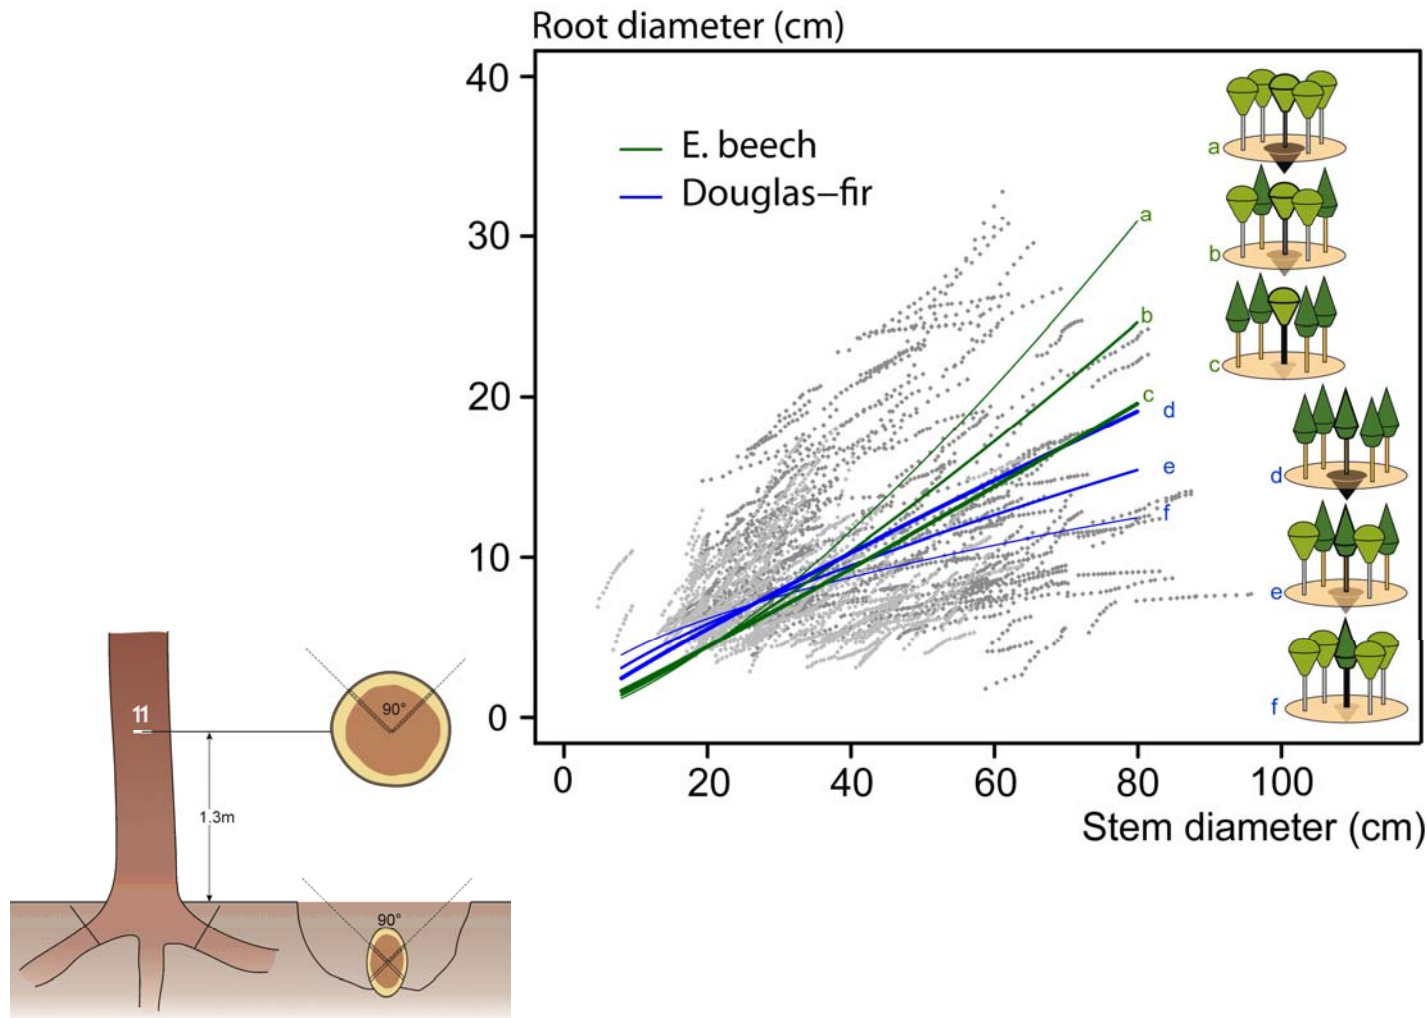 Root diameter (cm)
40
30
20
10
0
E. beech
Douglas–fir
a
b
c
d
e
f
a
b
c
d
e
f
0 20 40 60 80 100
Stem diameter (cm)
11
90°
1.3m
90°